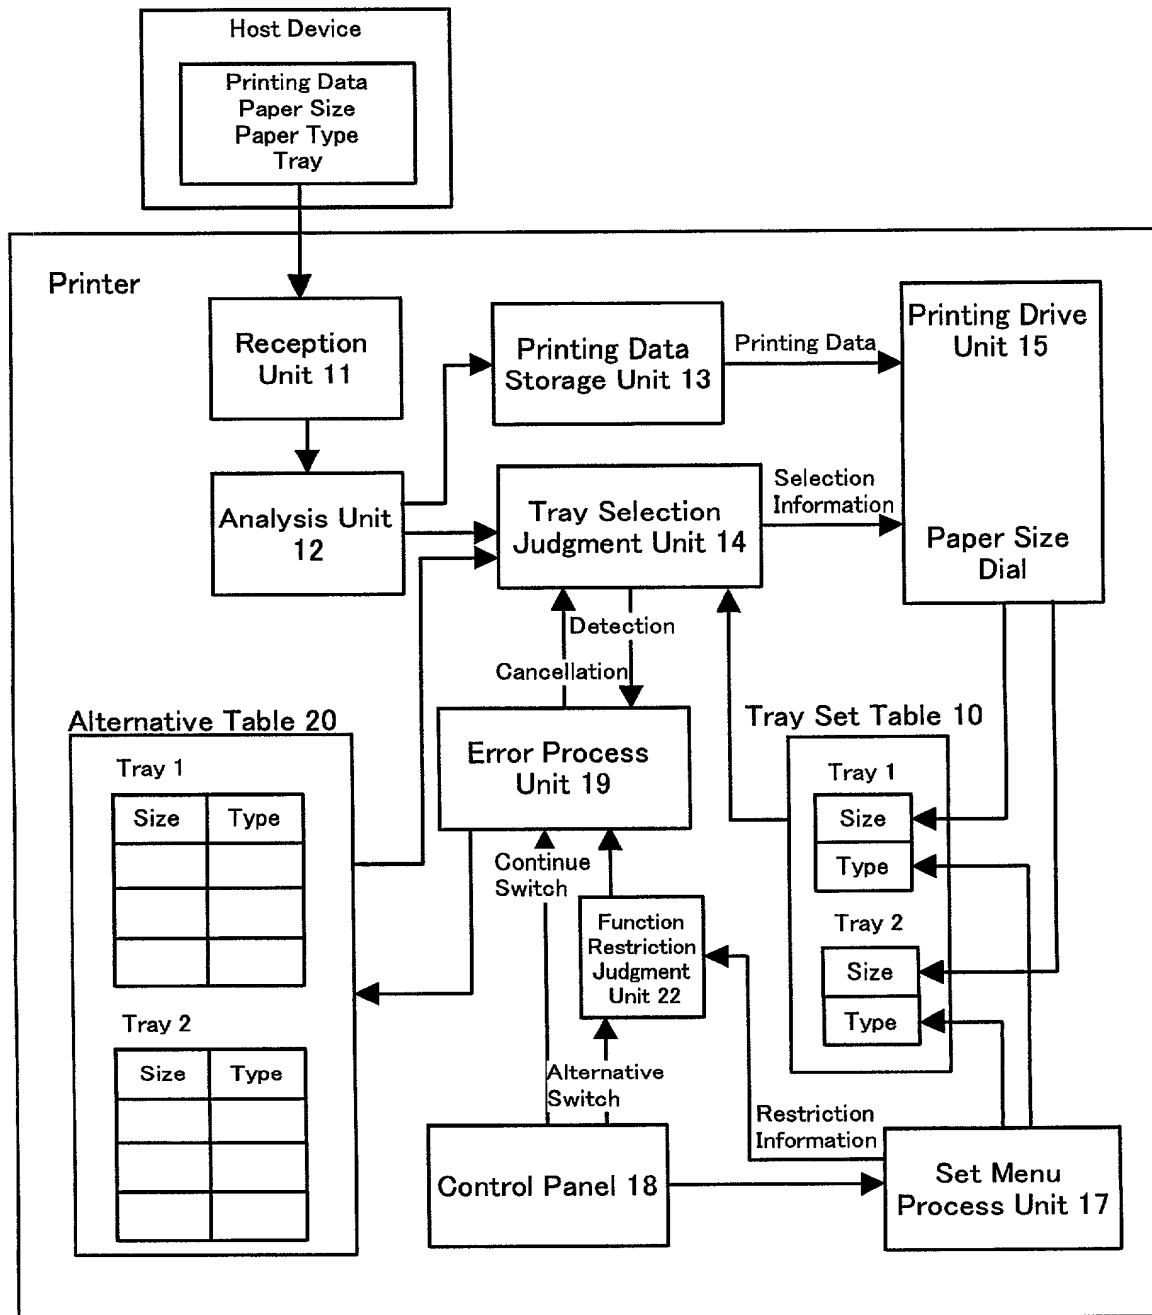 Host Device
Printing Data
Paper Size
Paper Type
Tray
Printer
Reception
Unit 11
Printing Data
Storage Unit 13
Printing Data
Printing Drive
Unit 15
Paper Size
Dial
Analysis Unit
12
Tray Selection
Judgment Unit 14
Selection
Information
Detection
Cancellation
Alternative Table 20
Tray 1
Size
Type
Tray 2
Size
Type
Error Process
Unit 19
Continue
Switch
Function
Restriction
Judgment
Unit 22
Alternative
Switch
Tray Set Table 10
Tray 1
Size
Type
Tray 2
Size
Type
Restriction
Information
Control Panel 18
Set Menu
Process Unit 17